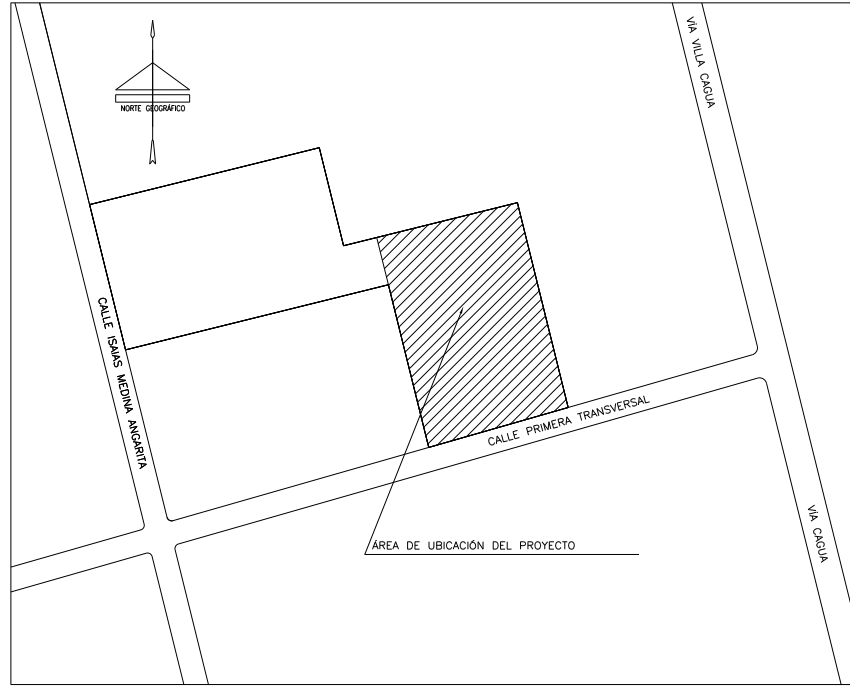 VÍA VILLA CAGUA
NORTE GEOGRÁFICO
CALLE ISAIAS MEDINA ANGARITA
CALLE PRIMERA TRANSVERSAL
ÁREA DE UBICACIÓN DEL PROYECTO
VÍA CAGUA